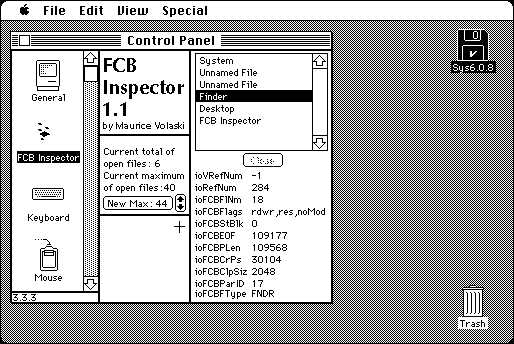 File Edit View Special
Control Panel
General
FCB Inspector
Keyboard
Mouse
3.3.3
FCB
Inspector
1.1
by Maurice Volaski
Current total of
open files: 6
Current maximum
of open files:40
New Max: 44
System
Unnamed File
Unnamed File
Finder
Desktop
FCB Inspector
Close
ioVRefNum -1
ioRefNum 284
ioFCBFlNm 18
ioFCBFlags rdwr,res,noMod
ioFCBStBlk 0
ioFCBEOF 109177
ioFCBPLen 109568
ioFCBCrPs 30104
ioFCBClpSiz 2048
ioFCBParID 17
ioFCBFType FNDR
Sys6.0.8
Trash